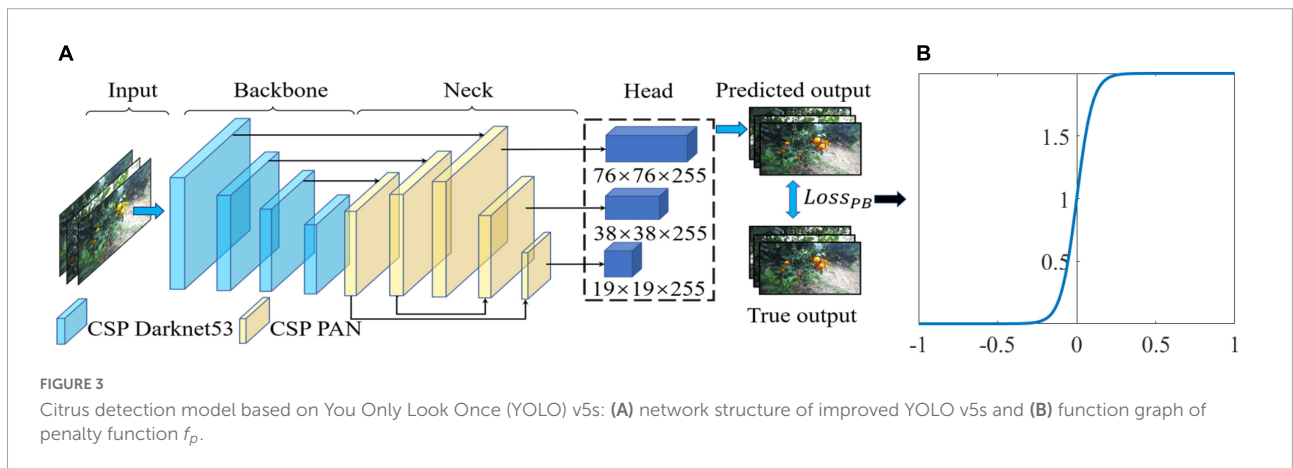 A
B
Input
Backbone
Neck
Head
Predicted output
76×76×255
38×38×255
19×19×255
Loss_PB
True output
CSP Darknet53
CSP PAN
1.5
1
0.5
-1
-0.5
0
0.5
1
FIGURE 3
Citrus detection model based on You Only Look Once (YOLO) v5s: (A) network structure of improved YOLO v5s and (B) function graph of
penalty function f_p.